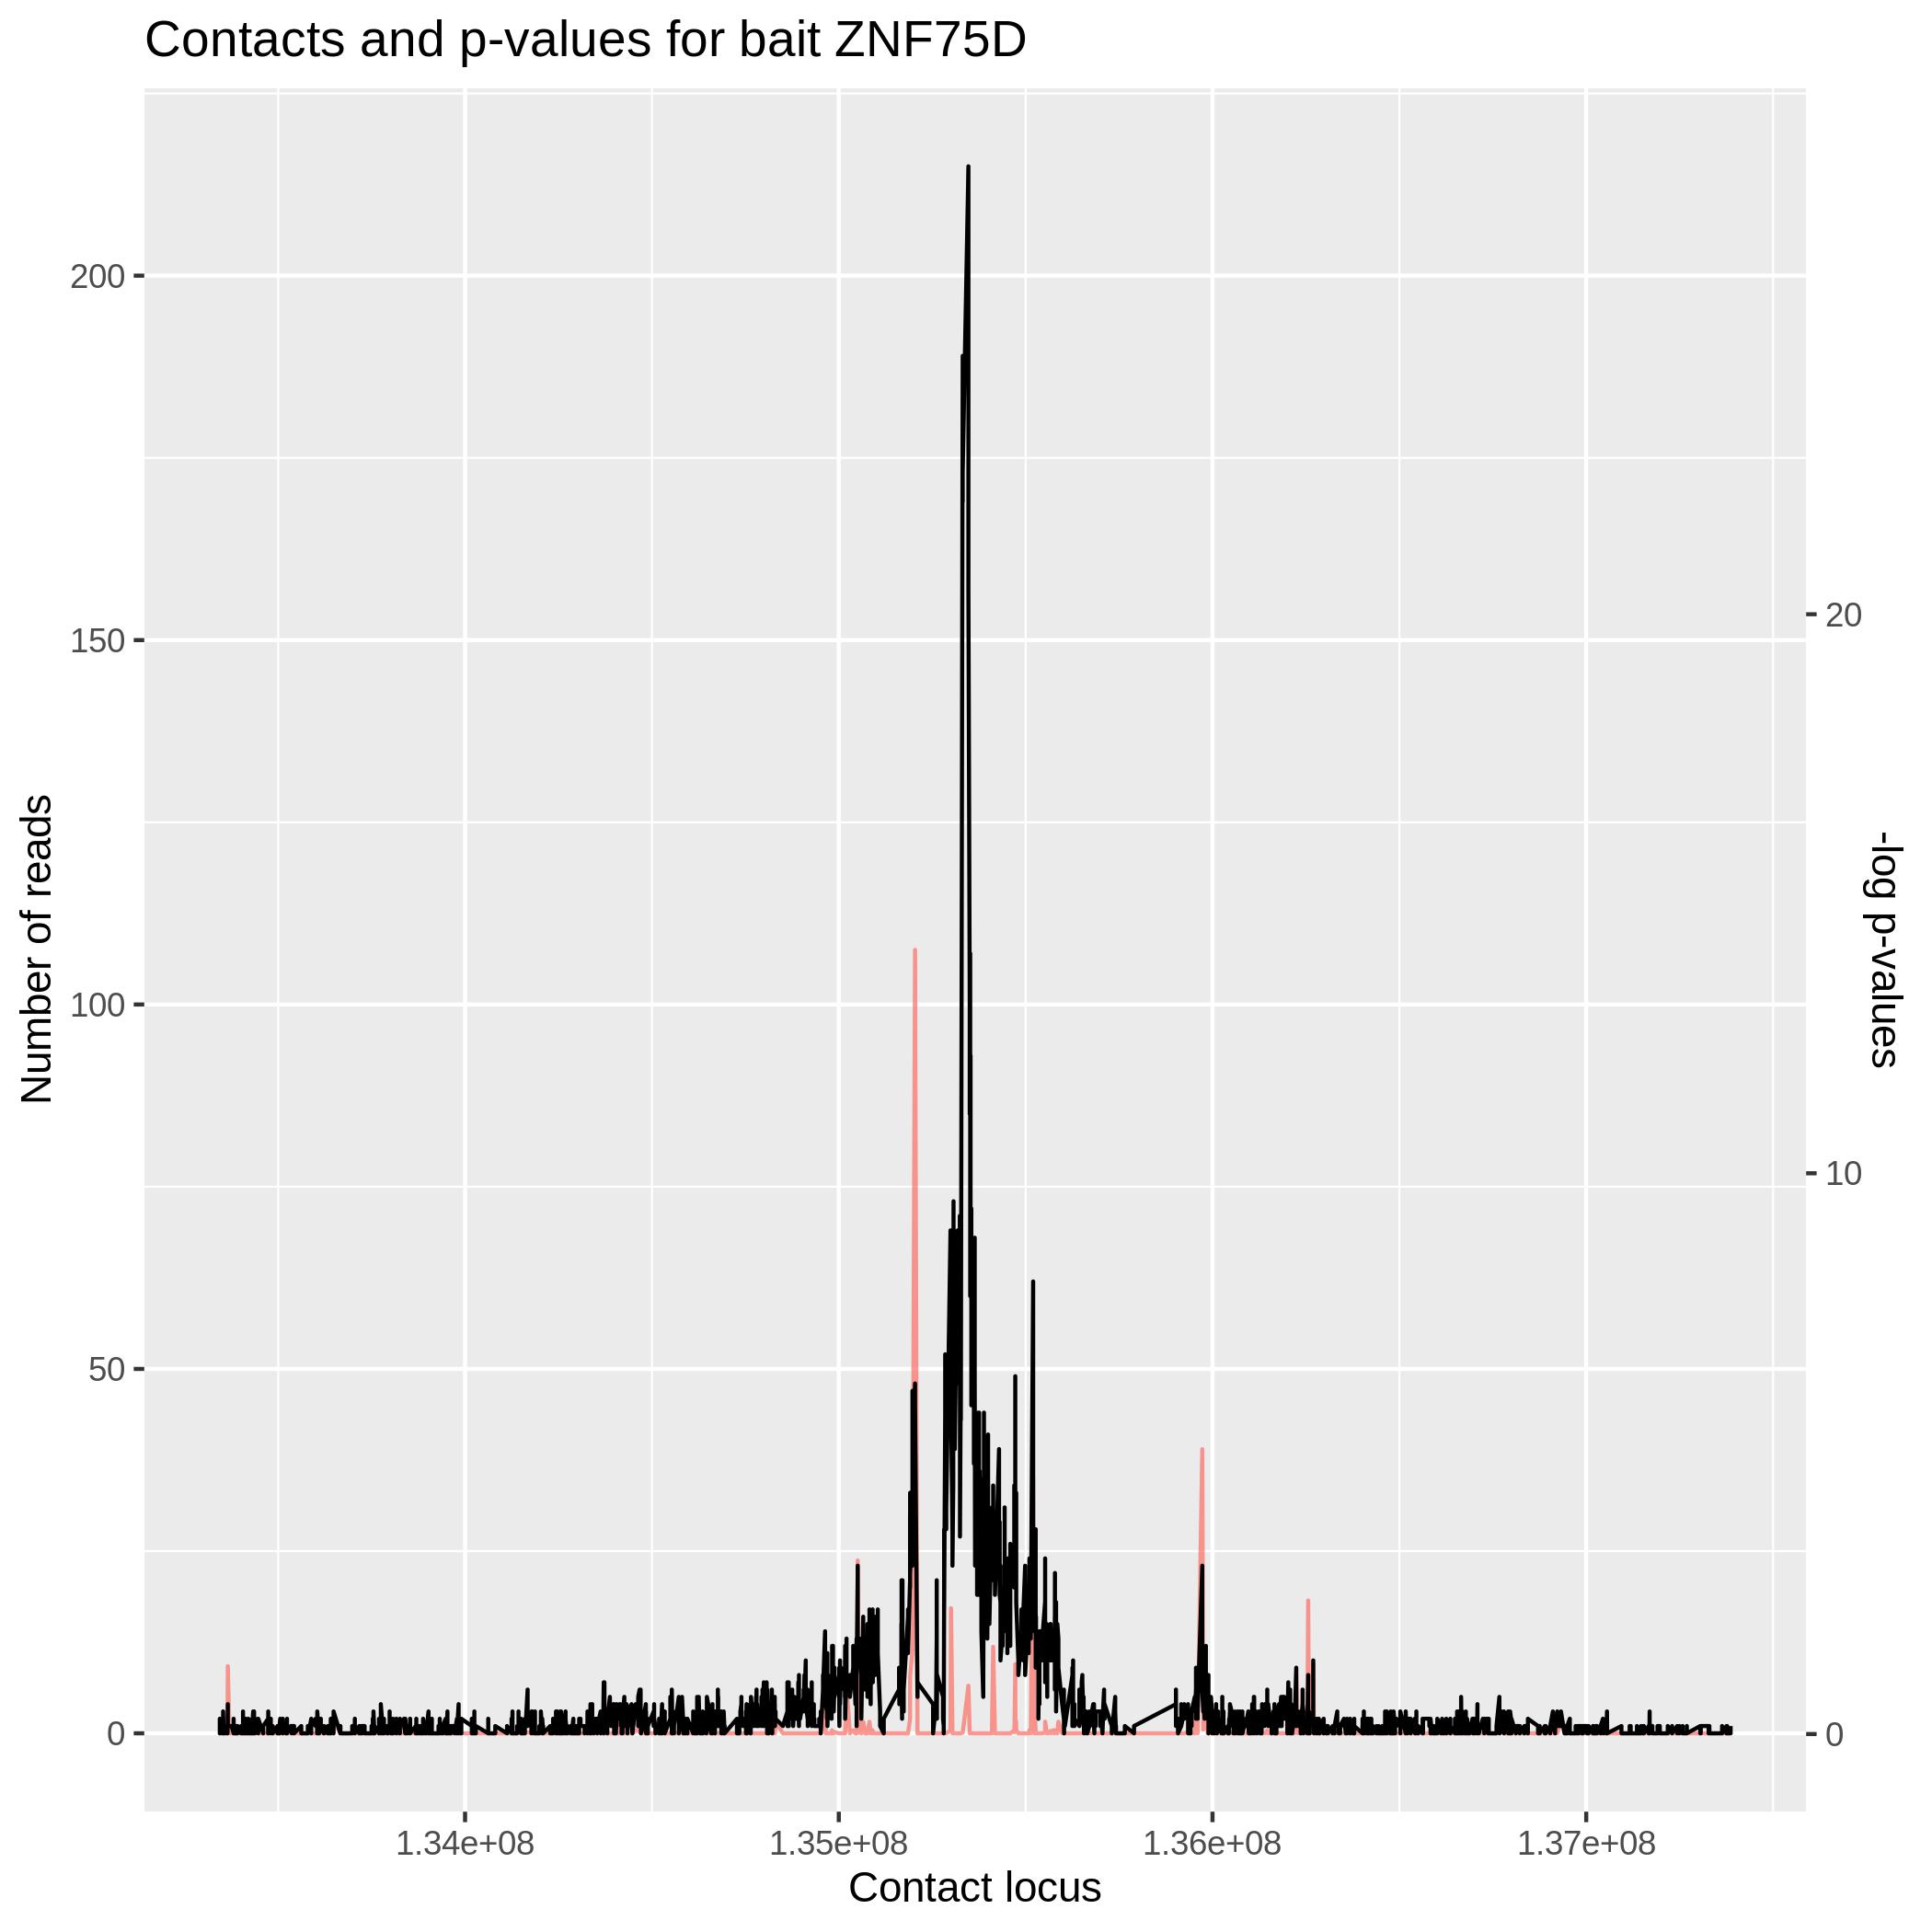 Contacts and p-values for bait ZNF75D
Number of reads
200
150
100
50
0
20
10
0
-log p-values
1.34e+08
1.35e+08
1.36e+08
1.37e+08
Contact locus